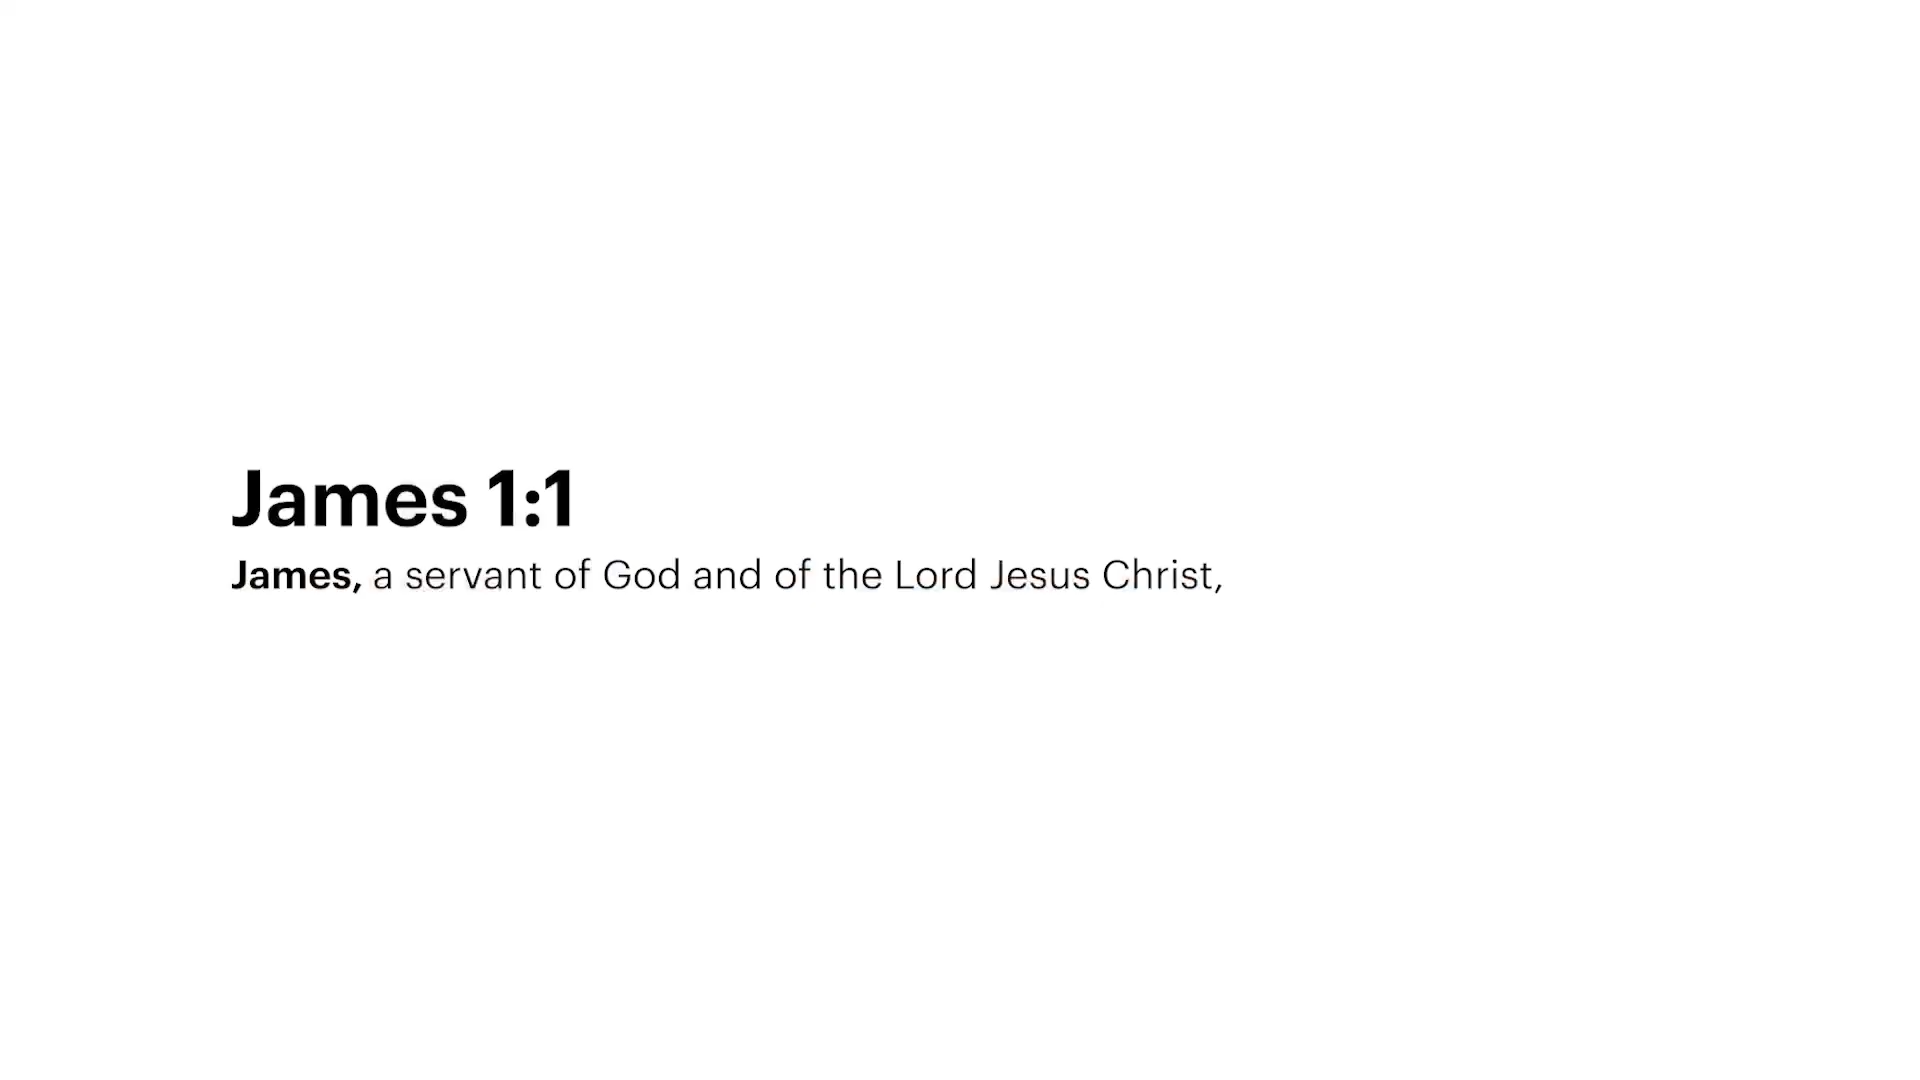 James 1:1
James, a servant of God and of the Lord Jesus Christ,